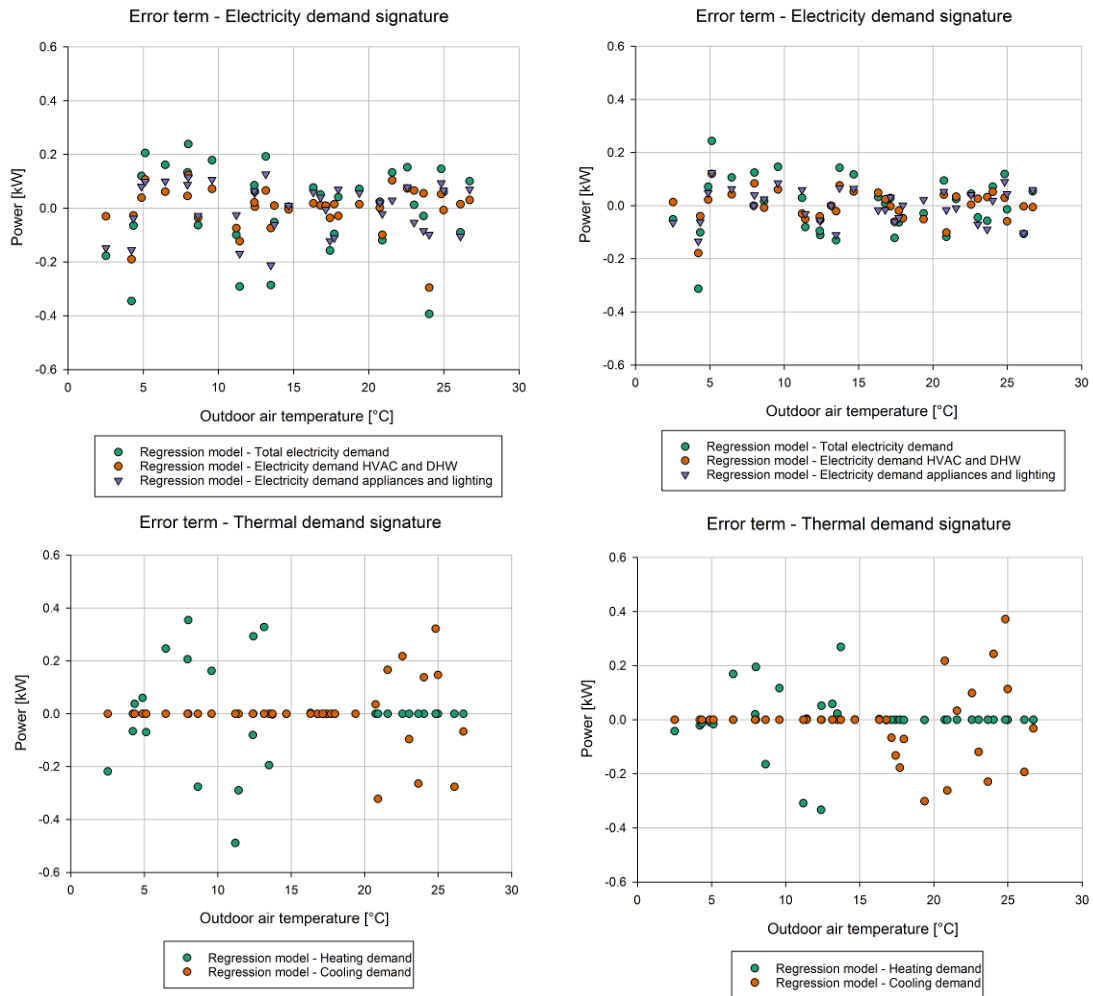 Error term - Electricity demand signature
0.6
0.4
0.2
0.0
-0.2
-0.4
-0.6
Power [kW]
0 5 10 15 20 25 30
Outdoor air temperature [°C]
Regression model - Total electricity demand
Regression model - Electricity demand HVAC and DHW
Regression model - Electricity demand appliances and lighting
Error term - Electricity demand signature
0.6
0.4
0.2
0.0
-0.2
-0.4
-0.6
Power [kW]
0 5 10 15 20 25 30
Outdoor air temperature [°C]
Regression model - Total electricity demand
Regression model - Electricity demand HVAC and DHW
Regression model - Electricity demand appliances and lighting
Error term - Thermal demand signature
0.6
0.4
0.2
0.0
-0.2
-0.4
-0.6
Power [kW]
0 5 10 15 20 25 30
Outdoor air temperature [°C]
Regression model - Heating demand
Regression model - Cooling demand
Error term - Thermal demand signature
0.6
0.4
0.2
0.0
-0.2
-0.4
-0.6
Power [kW]
0 5 10 15 20 25 30
Outdoor air temperature [°C]
Regression model - Heating demand
Regression model - Cooling demand